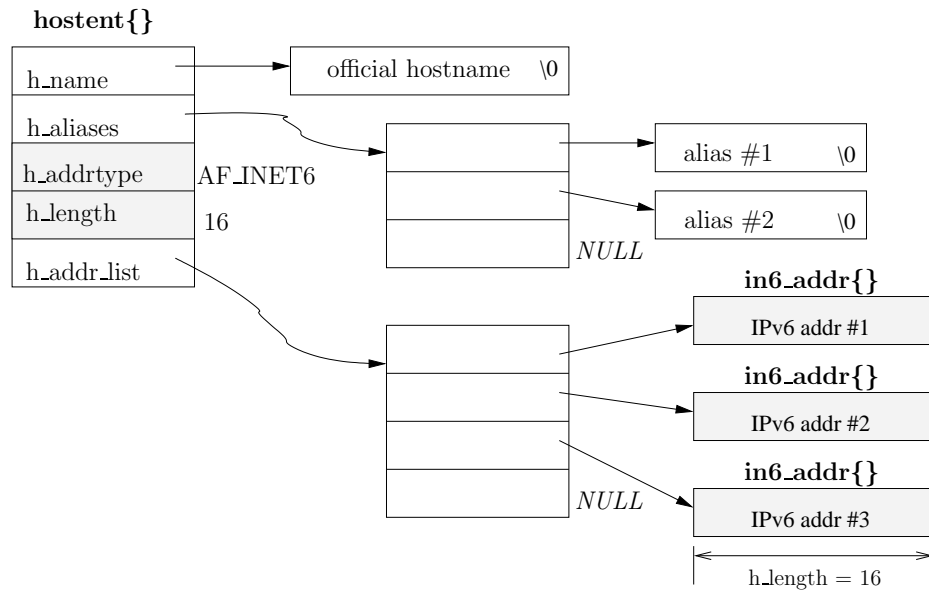 hostent{}
h_name
official hostname \0
h_aliases
h_addrtype
AF_INET6
h_length
16
h_addr_list
alias #1 \0
alias #2 \0
NULL
in6_addr{}
IPv6 addr #1
in6_addr{}
IPv6 addr #2
in6_addr{}
IPv6 addr #3
NULL
h_length = 16